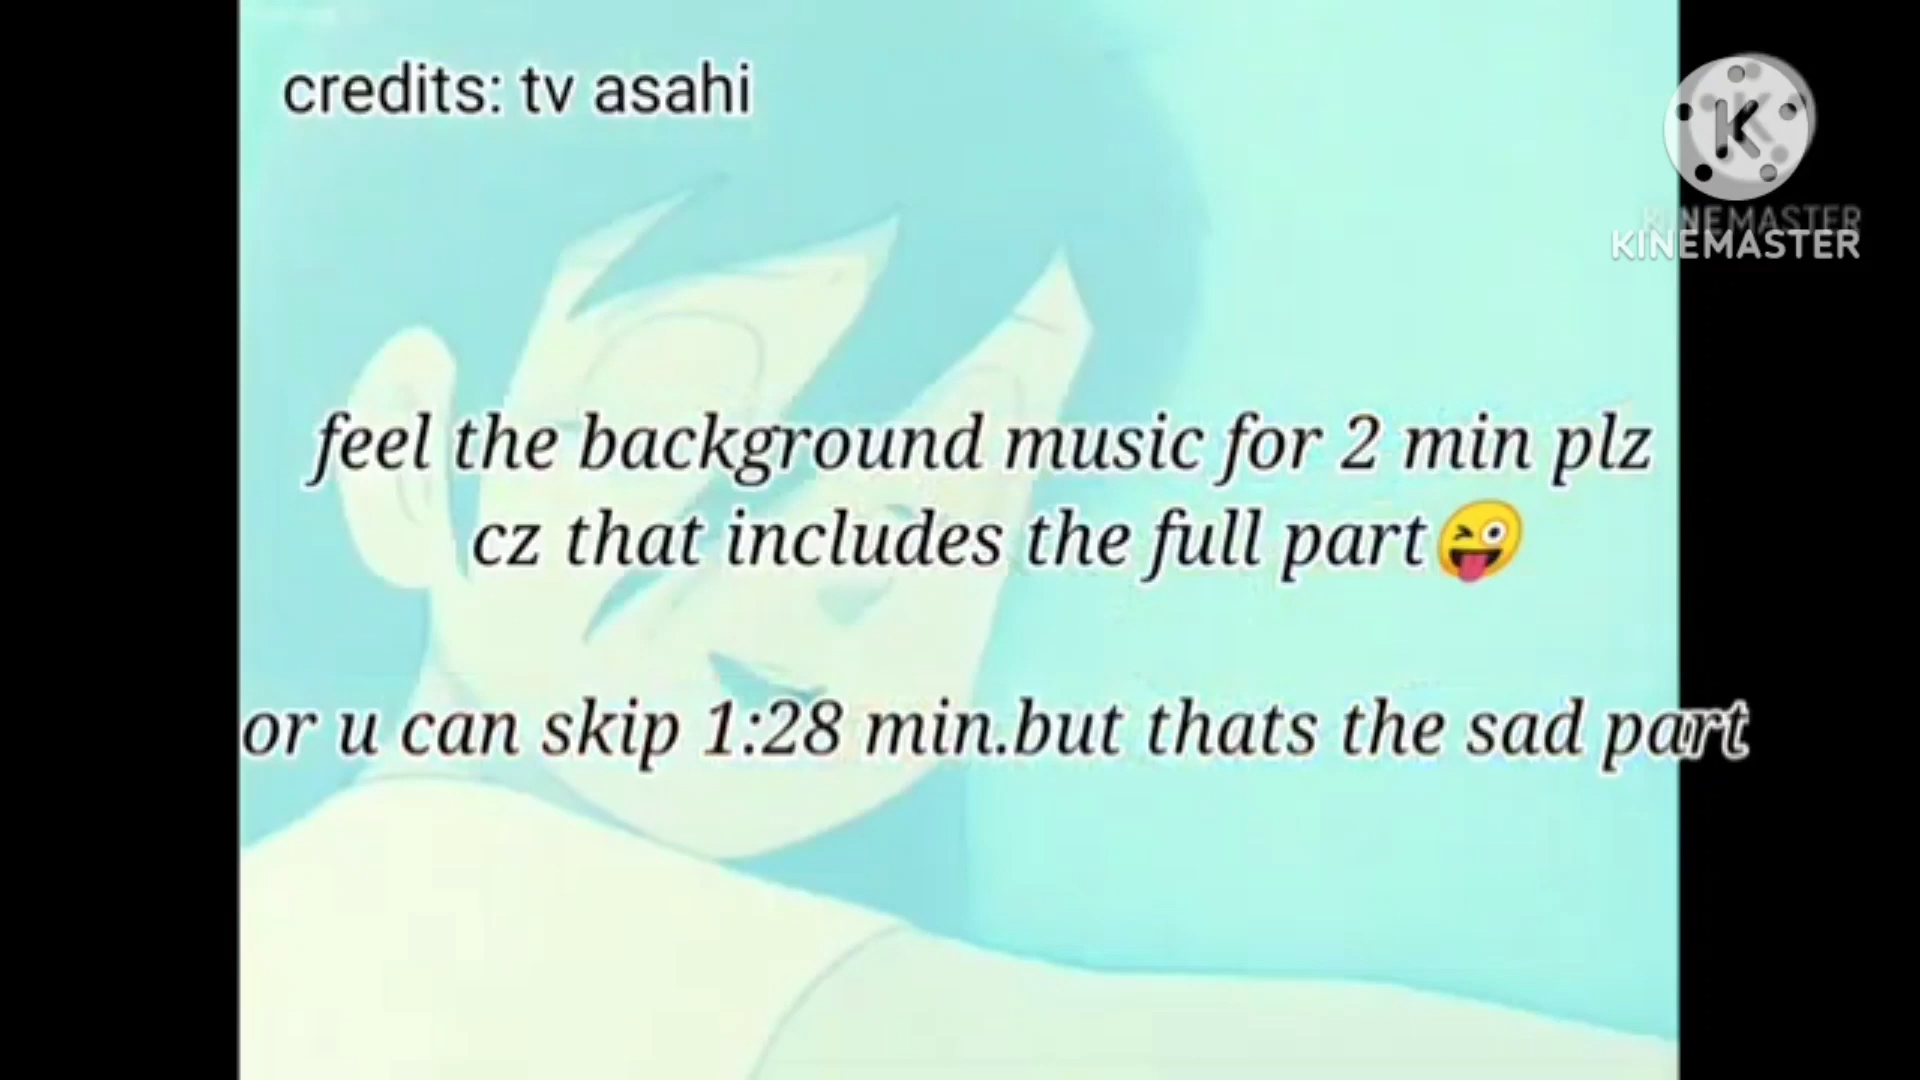 credits: tv asahi
K
KINEMASTER
KINEMASTER
feel the background music for 2 min plz
cz that includes the full part😜
or u can skip 1:28 min.but thats the sad part